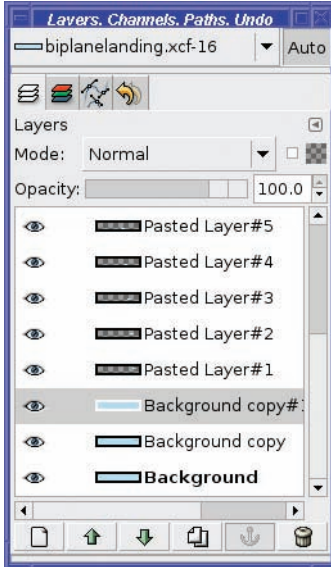 Layers, Channels, Paths, Undo
biplanelanding.xcf-16
Auto
Layers
Mode: Normal
Opacity: 100.0
Pasted Layer#5
Pasted Layer#4
Pasted Layer#3
Pasted Layer#2
Pasted Layer#1
Background copy#
Background copy
Background